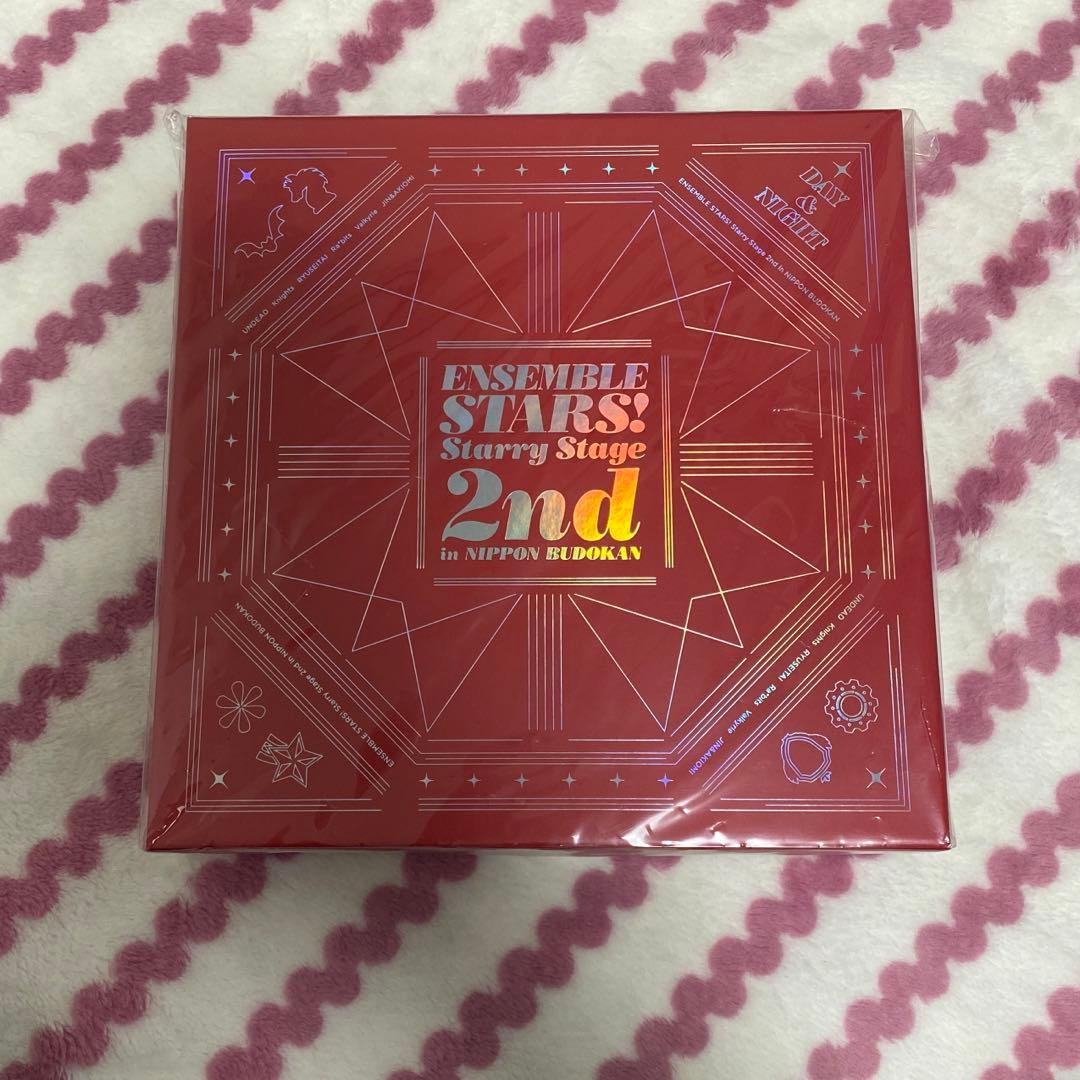 UNDEAD Knights RYUSEITAI Ra*bits Valkyrie JIN&AKIOMI
DAY
&
NIGHT
ENSEMBLE STARS! Starry Stage 2nd in NIPPON BUDOKAN
ENSEMBLE
STARS!
Starry Stage
2nd
in NIPPON BUDOKAN
ENSEMBLE STARS! Starry Stage 2nd in NIPPON BUDOKAN
UNDEAD Knights RYUSEITAI Ra*bits Valkyrie JIN&AKIOMI